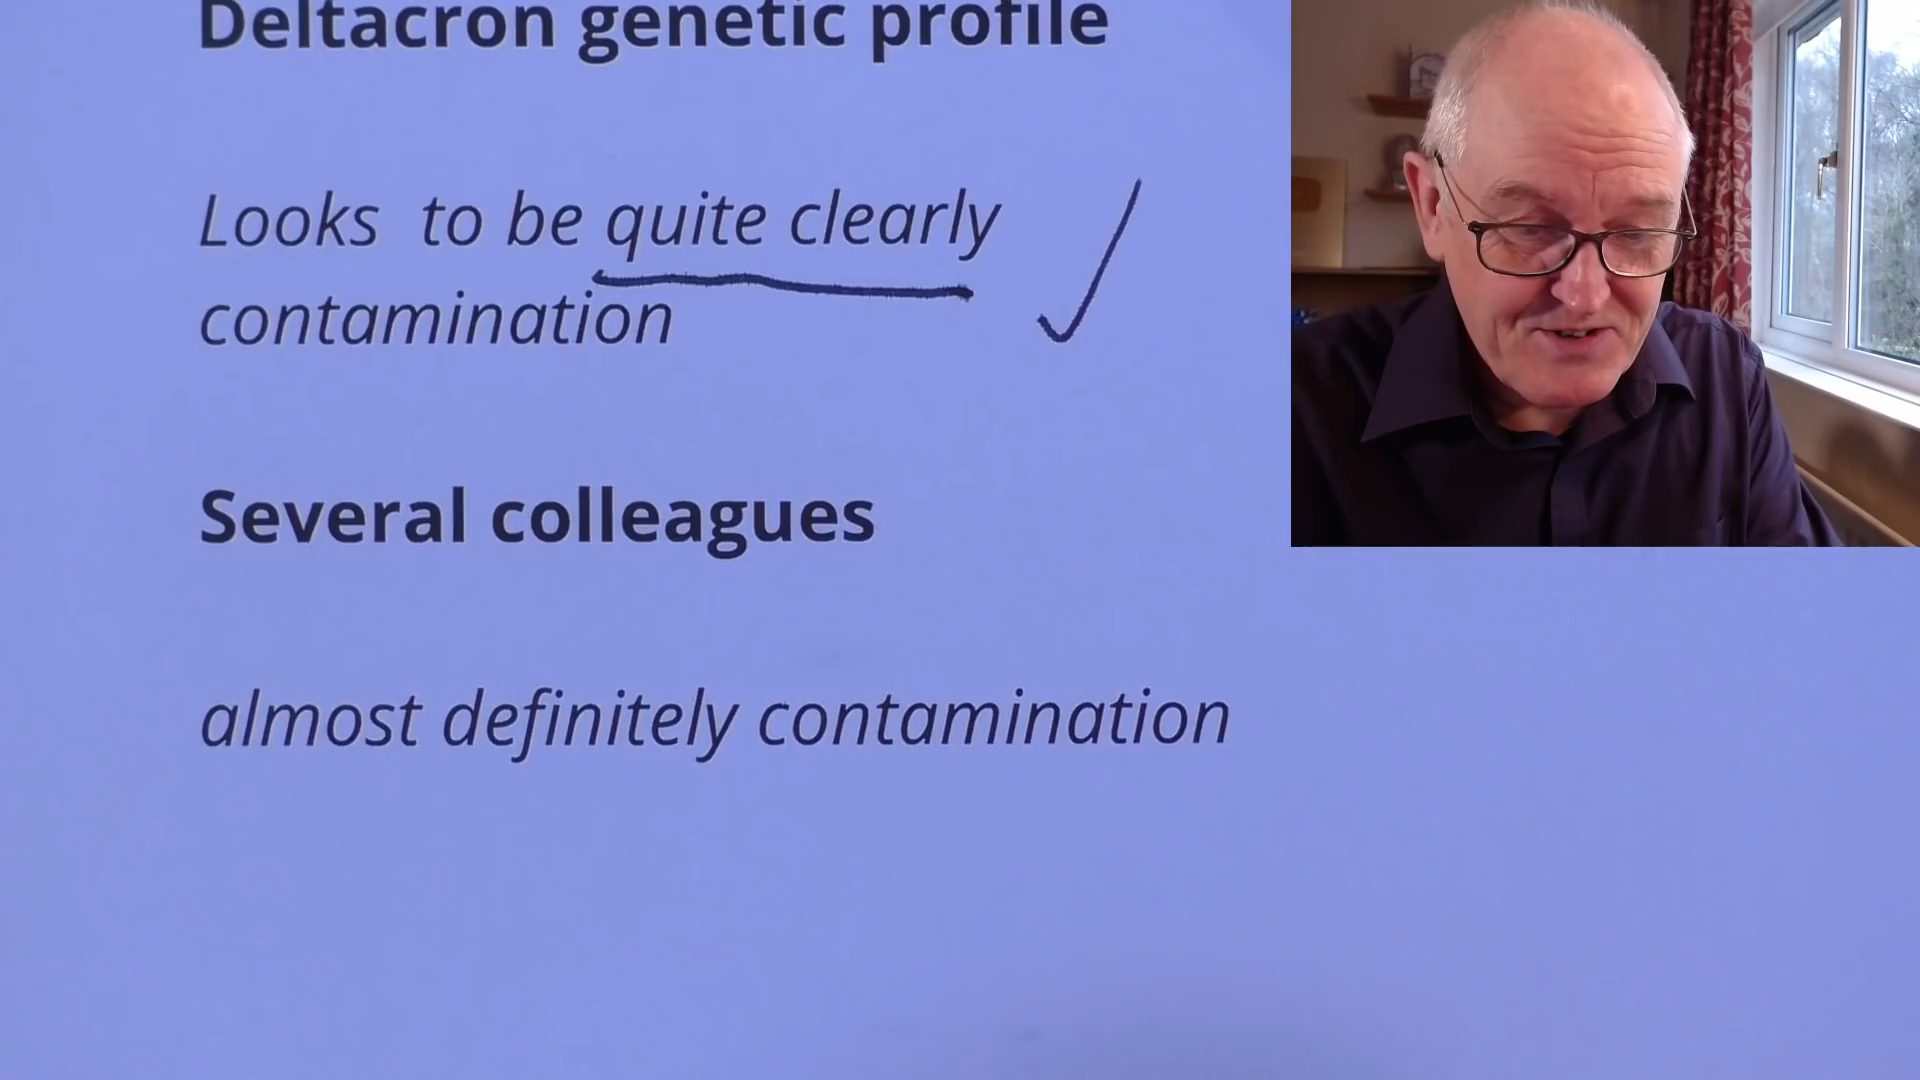 Deltacron genetic profile
Looks to be quite clearly
contamination
Several colleagues
almost definitely contamination